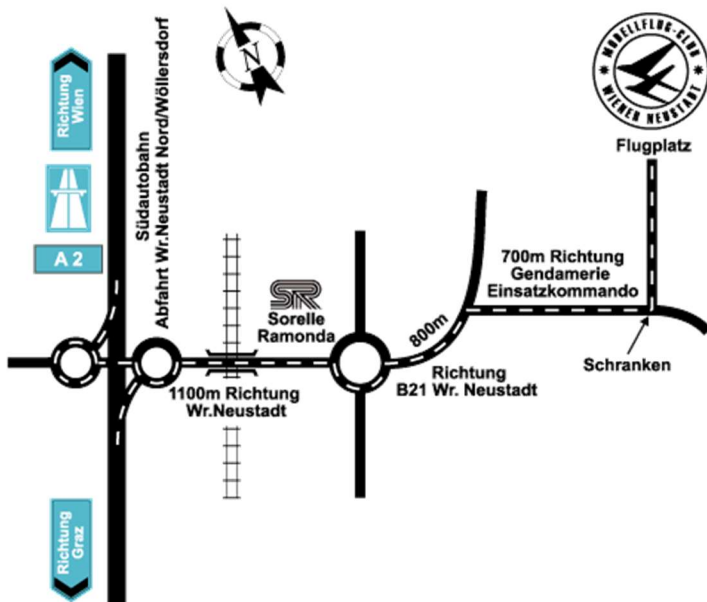 Richtung
Wien
A 2
Südautobahn
Abfahrt Wr.Neustadt Nord/Wöllersdorf
N
MODELLFLUG-CLUB
WIENER NEUSTADT
Flugplatz
700m Richtung
Gendamerie
Einsatzkommando
SR
Sorelle
Ramonda
800m
Schranken
Richtung
B21 Wr. Neustadt
1100m Richtung
Wr.Neustadt
Richtung
Graz